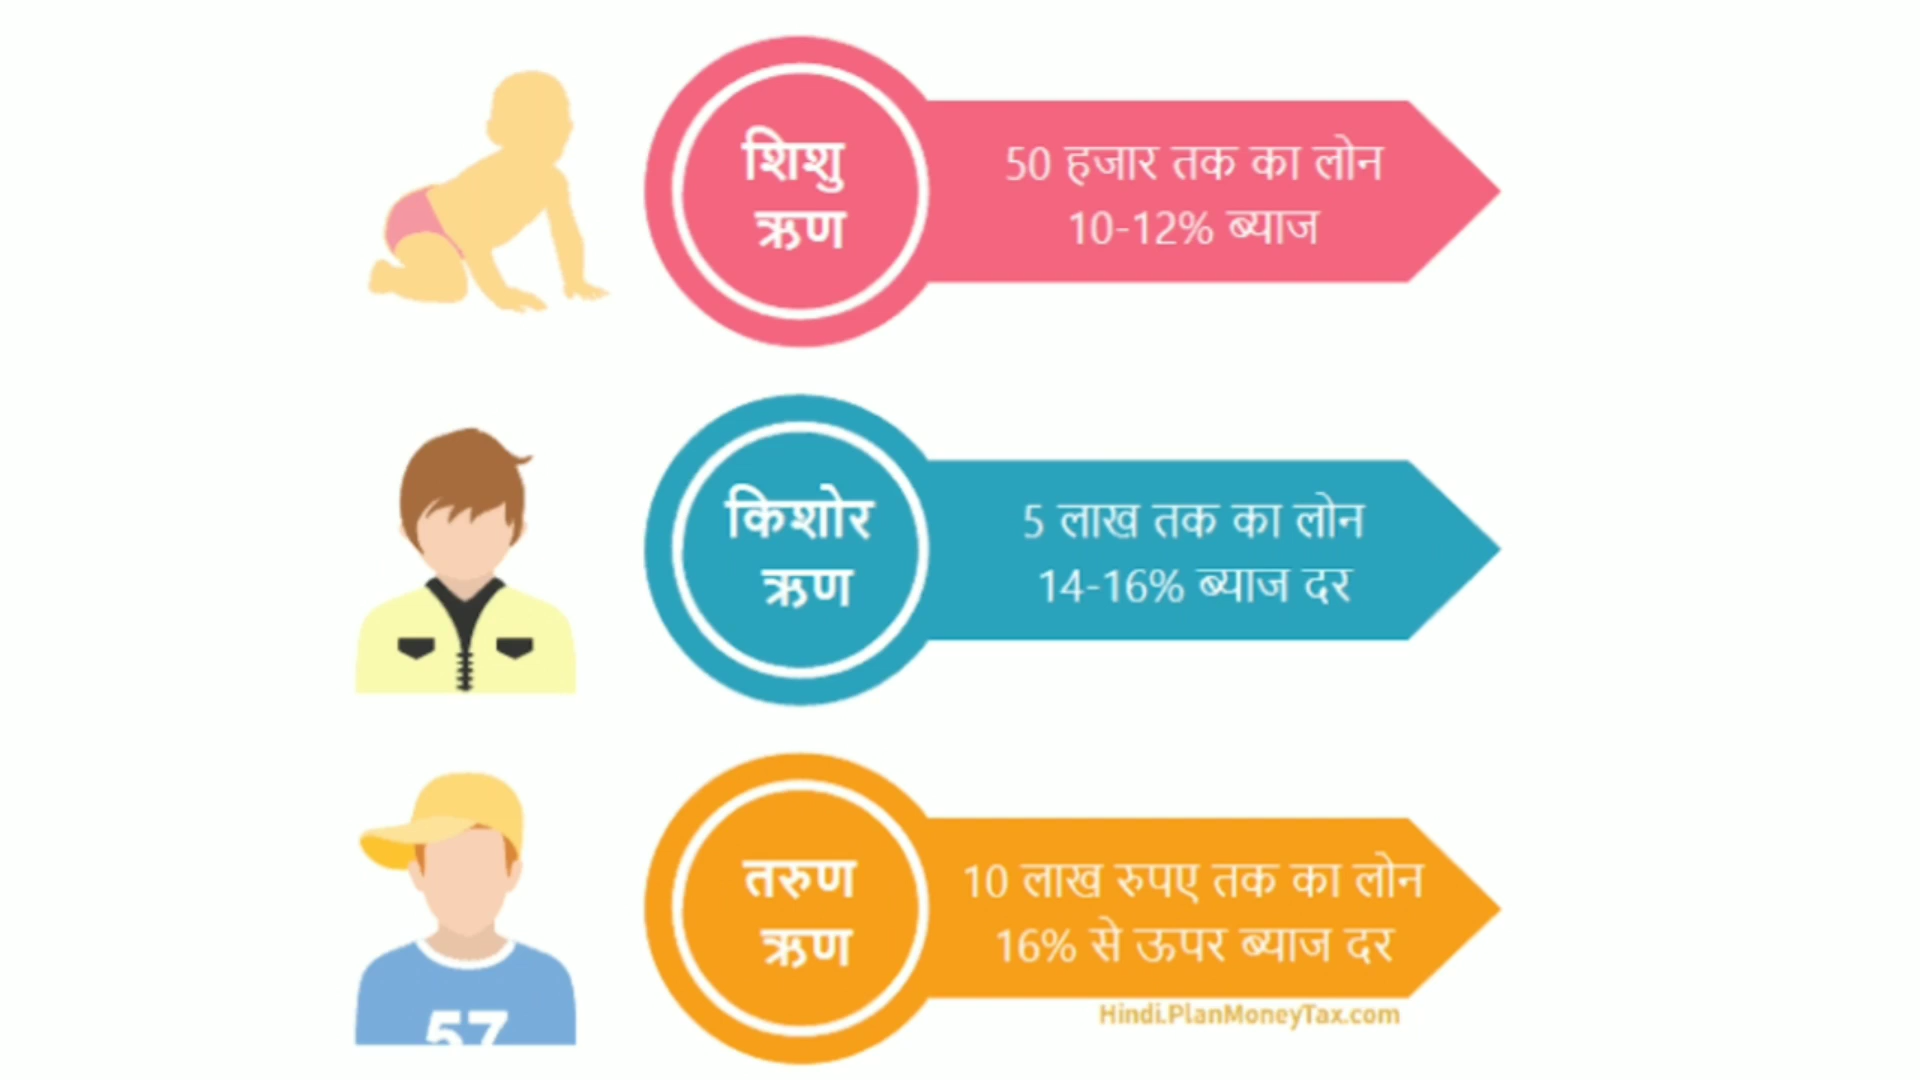 शिशु
ऋण
50 हजार तक का लोन
10-12% ब्याज
किशोर
ऋण
5 लाख तक का लोन
14-16% ब्याज दर
तरुण
ऋण
10 लाख रुपए तक का लोन
16% से ऊपर ब्याज दर
Hindi.PlanMoneyTax.com
57